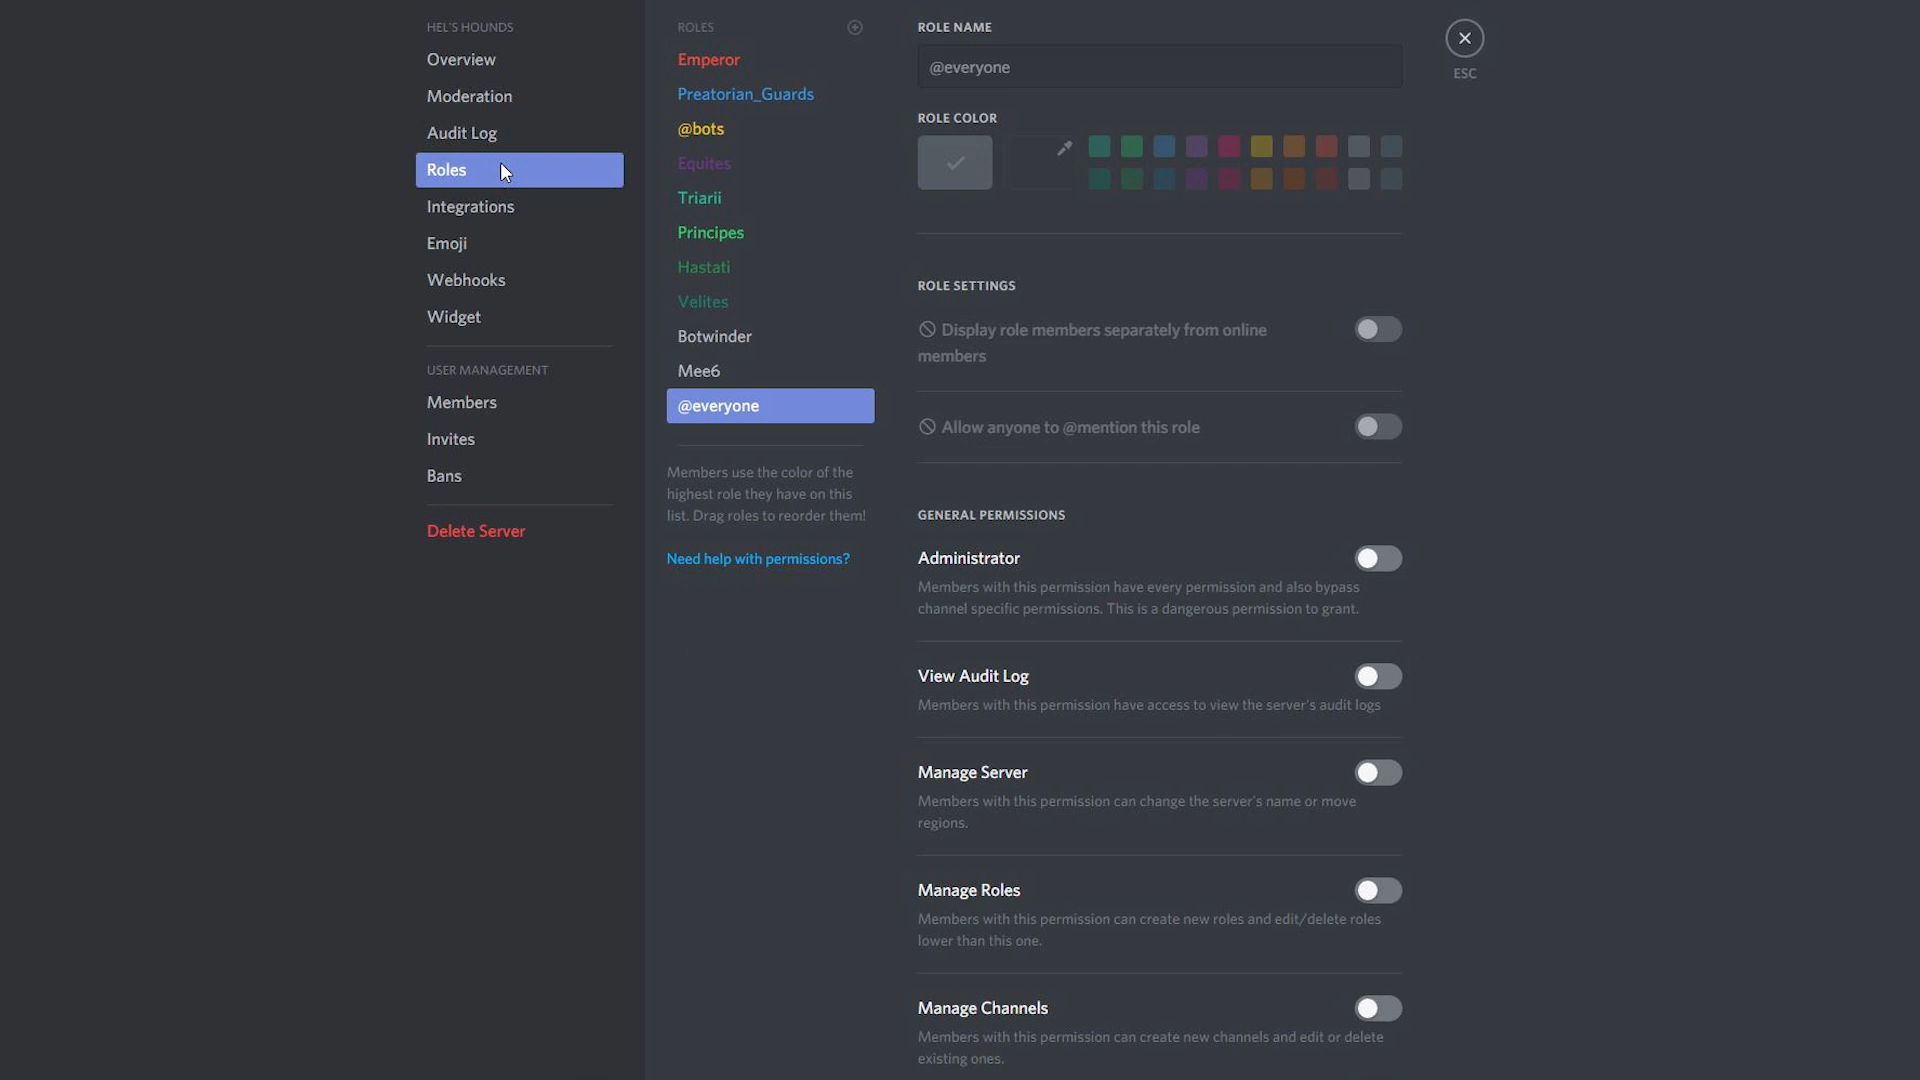 HEL'S HOUNDS
Overview
Moderation
Audit Log
Roles
Integrations
Emoji
Webhooks
Widget
USER MANAGEMENT
Members
Invites
Bans
Delete Server
ROLES
Emperor
Preatorian_Guards
@bots
Equites
Triarii
Principes
Hastati
Velites
Botwinder
Mee6
@everyone
Members use the color of the
highest role they have on this
list. Drag roles to reorder them!
Need help with permissions?
ROLE NAME
@everyone
ROLE COLOR
ROLE SETTINGS
Display role members separately from online
members
Allow anyone to @mention this role
GENERAL PERMISSIONS
Administrator
Members with this permission have every permission and also bypass
channel specific permissions. This is a dangerous permission to grant.
View Audit Log
Members with this permission have access to view the server's audit logs
Manage Server
Members with this permission can change the server's name or move
regions.
Manage Roles
Members with this permission can create new roles and edit/delete roles
lower than this one.
Manage Channels
Members with this permission can create new channels and edit or delete
existing ones.
ESC